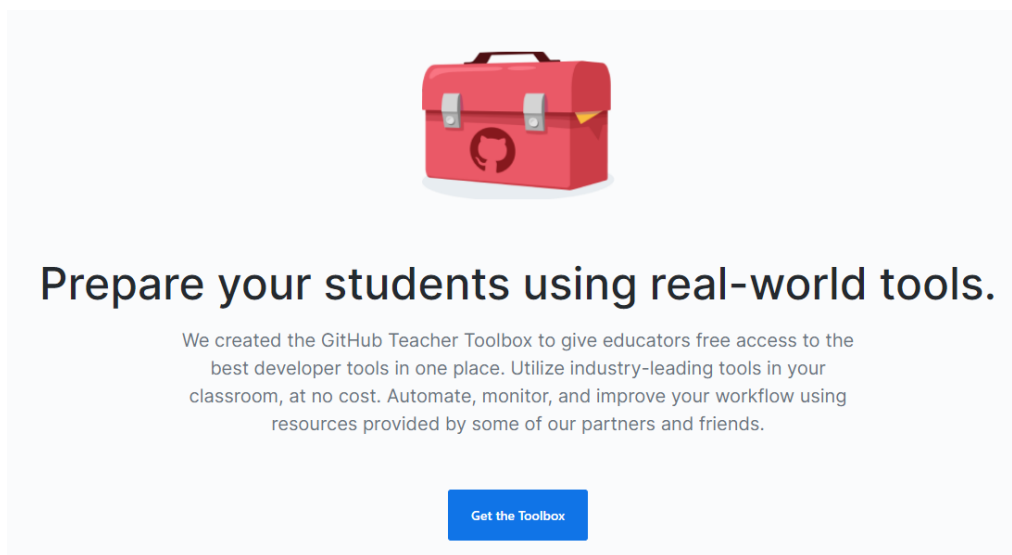 Prepare your students using real-world tools.
We created the GitHub Teacher Toolbox to give educators free access to the
best developer tools in one place. Utilize industry-leading tools in your
classroom, at no cost. Automate, monitor, and improve your workflow using
resources provided by some of our partners and friends.
Get the Toolbox